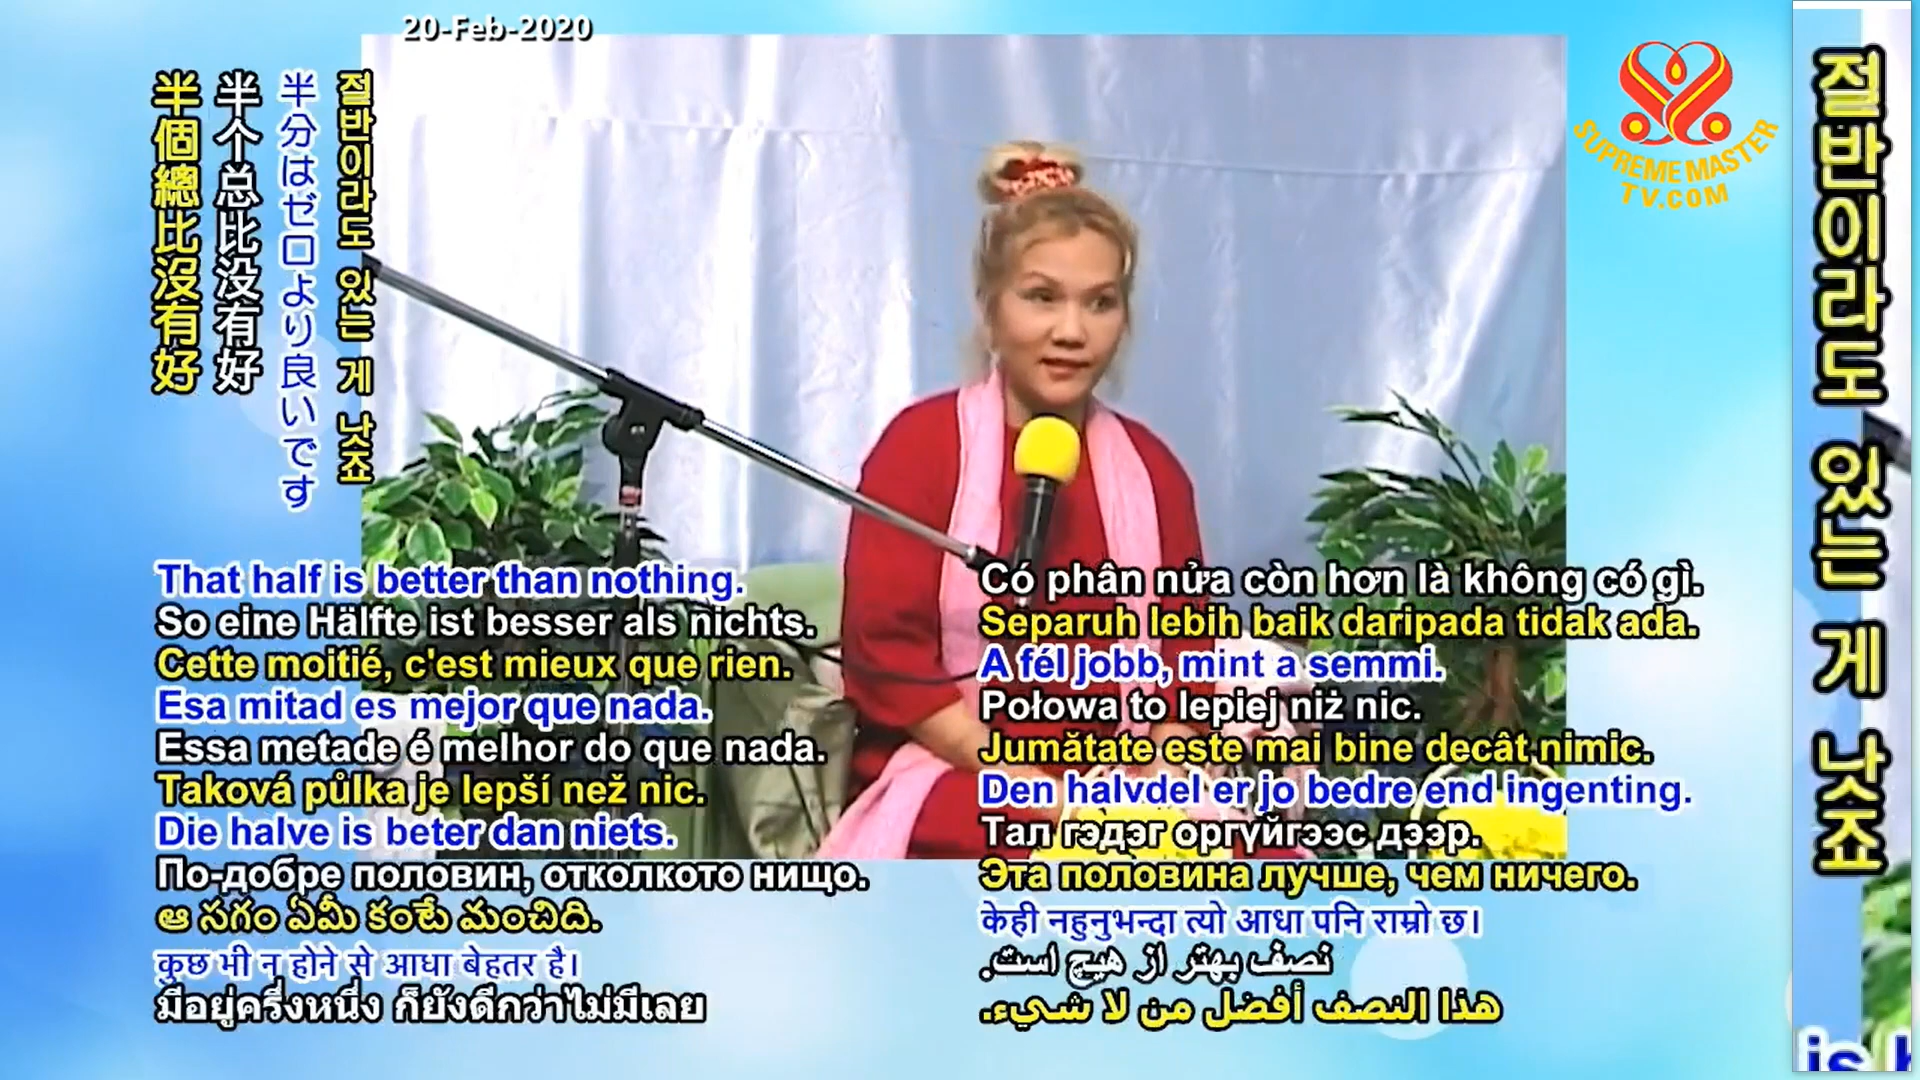 20-Feb-2020
SUPREME MASTER
TV.COM
절반이라도 있는 게 낫죠
半分はゼロより良いです
半个总比没有好
半個總比沒有好
That half is better than nothing.
So eine Hälfte ist besser als nichts.
Cette moitié, c'est mieux que rien.
Esa mitad es mejor que nada.
Essa metade é melhor do que nada.
Taková půlka je lepší než nic.
Die halve is beter dan niets.
По-добре половин, отколкото нищо.
ఆ సగం ఏమీ కంటే మంచిది.
कुछ भी न होने से आधा बेहतर है।
มีอยู่ครึ่งหนึ่ง ก็ยังดีกว่าไม่มีเลย
Có phân nửa còn hơn là không có gì.
Separuh lebih baik daripada tidak ada.
A fél jobb, mint a semmi.
Połowa to lepiej niż nic.
Jumătate este mai bine decât nimic.
Den halvdel er jo bedre end ingenting.
Тал гэдэг оргүйгээс дээр.
Эта половина лучше, чем ничего.
केही नहुनुभन्दा त्यो आधा पनि राम्रो छ।
نصف بهتر از هیچ است.
هذا النصف أفضل من لا شيء.
절반이라도 있는 게 낫죠
is